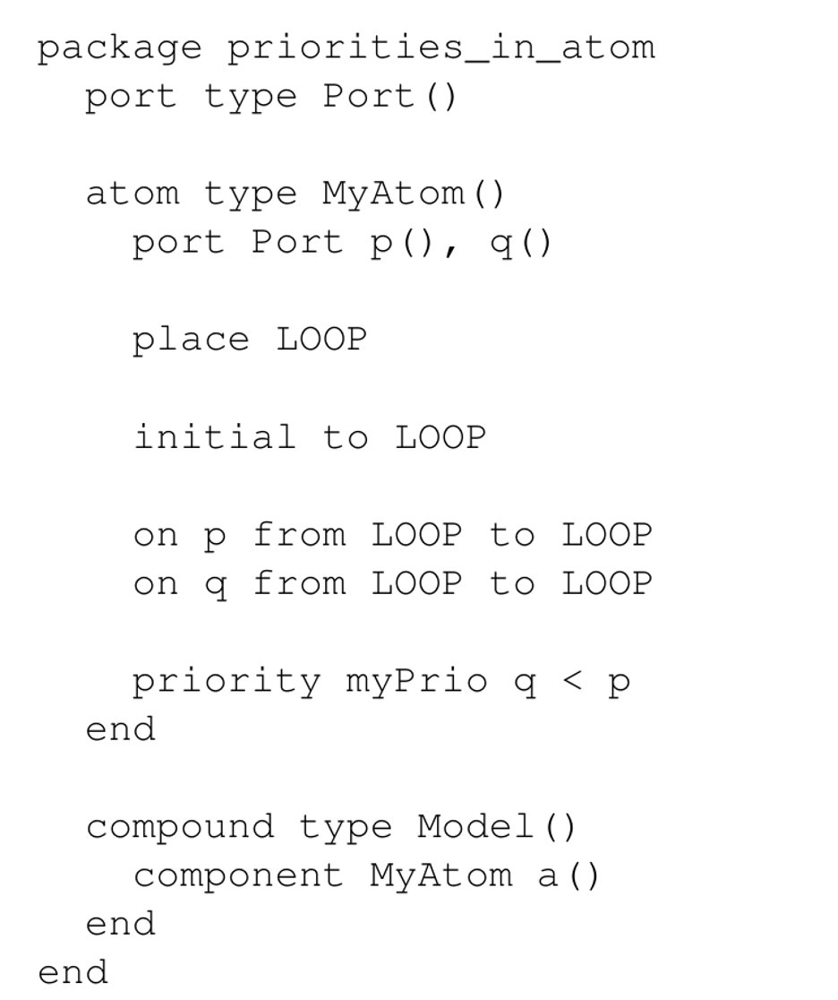 package priorities_in_atom
port type Port()
atom type MyAtom()
port Port p(), q()
place LOOP
initial to LOOP
on p from LOOP to LOOP
on q from LOOP to LOOP
priority myPrio q < p
end
compound type Model()
component MyAtom a()
end
end